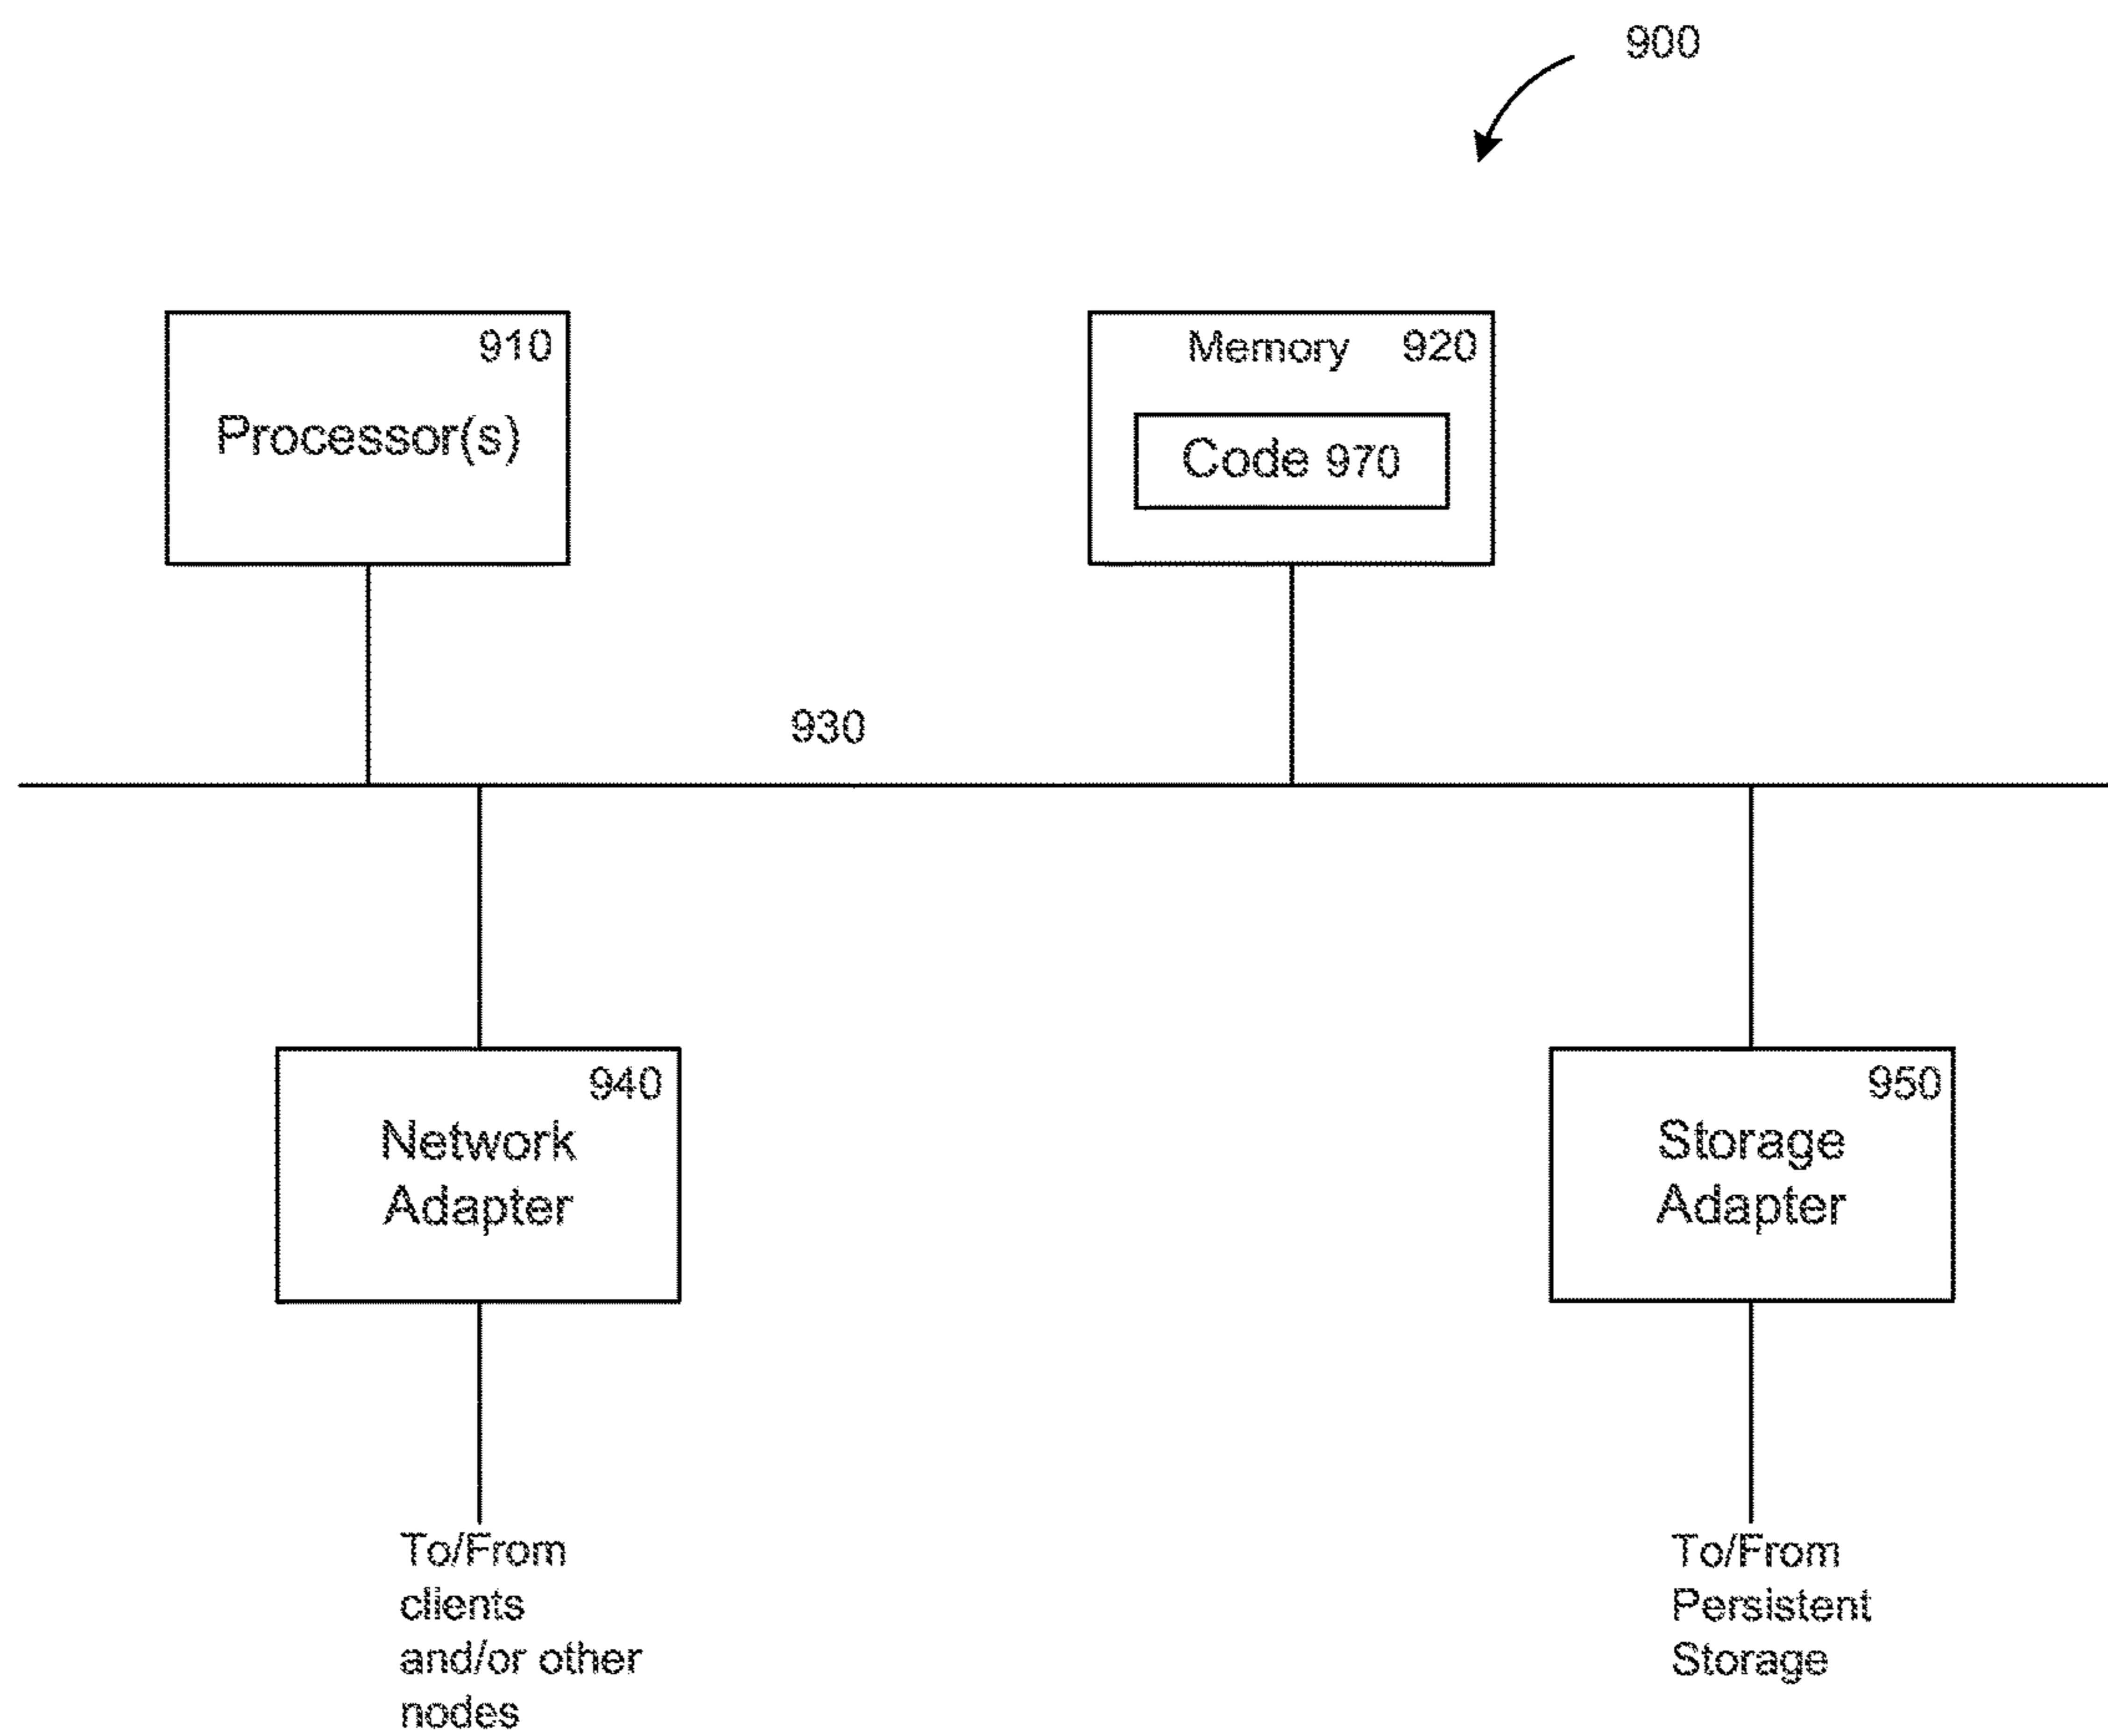 900
910
Processor(s)
Memory 920
Code 970
930
940
Network
Adapter
950
Storage
Adapter
To/From
clients
and/or other
nodes
To/From
Persistent
Storage